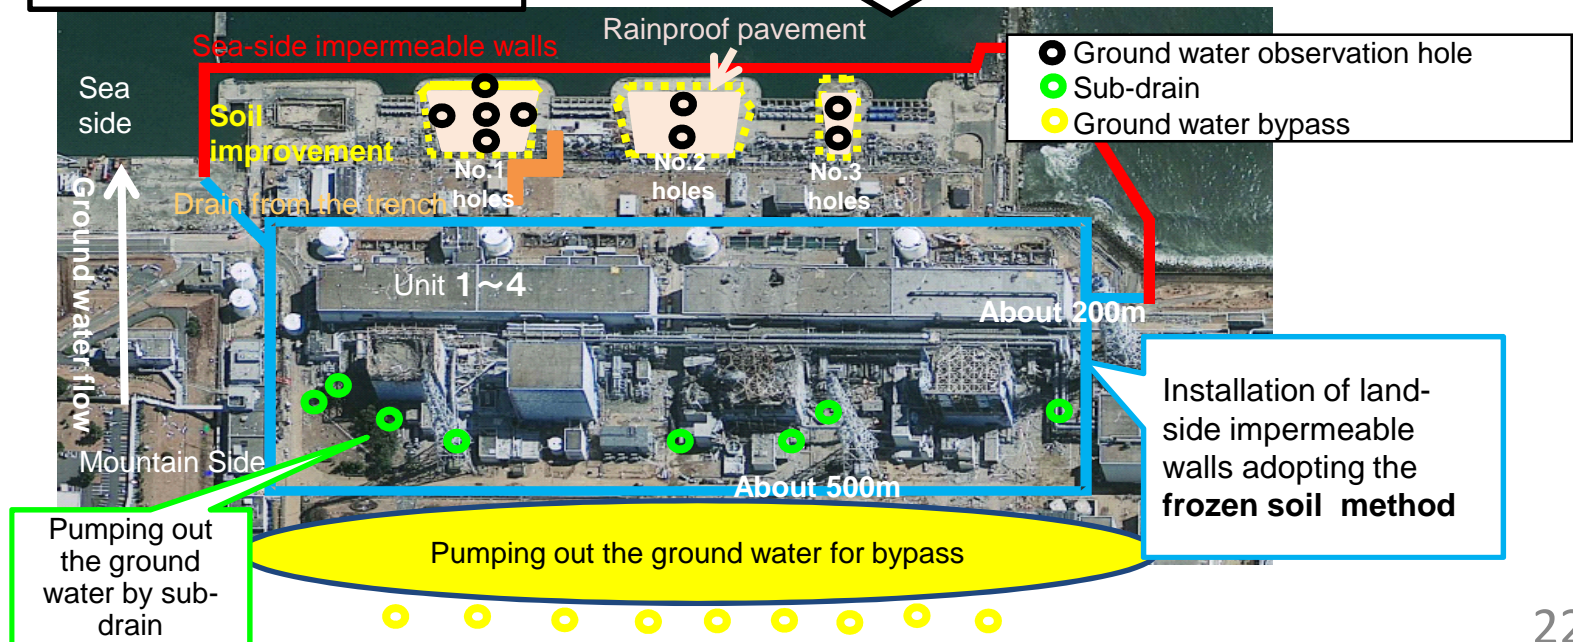 Rainproof pavement
Sea-side impermeable walls
Ground water observation hole
Sub-drain
Ground water bypass
Sea
side
Soil
improvement
No.1
holes
No.2
holes
No.3
holes
Drain from the trench
Ground water flow
Unit 1～4
About 200m
Installation of land-
side impermeable
walls adopting the
frozen soil method
Mountain Side
About 500m
Pumping out
the ground
water by sub-
drain
Pumping out the ground water for bypass
22